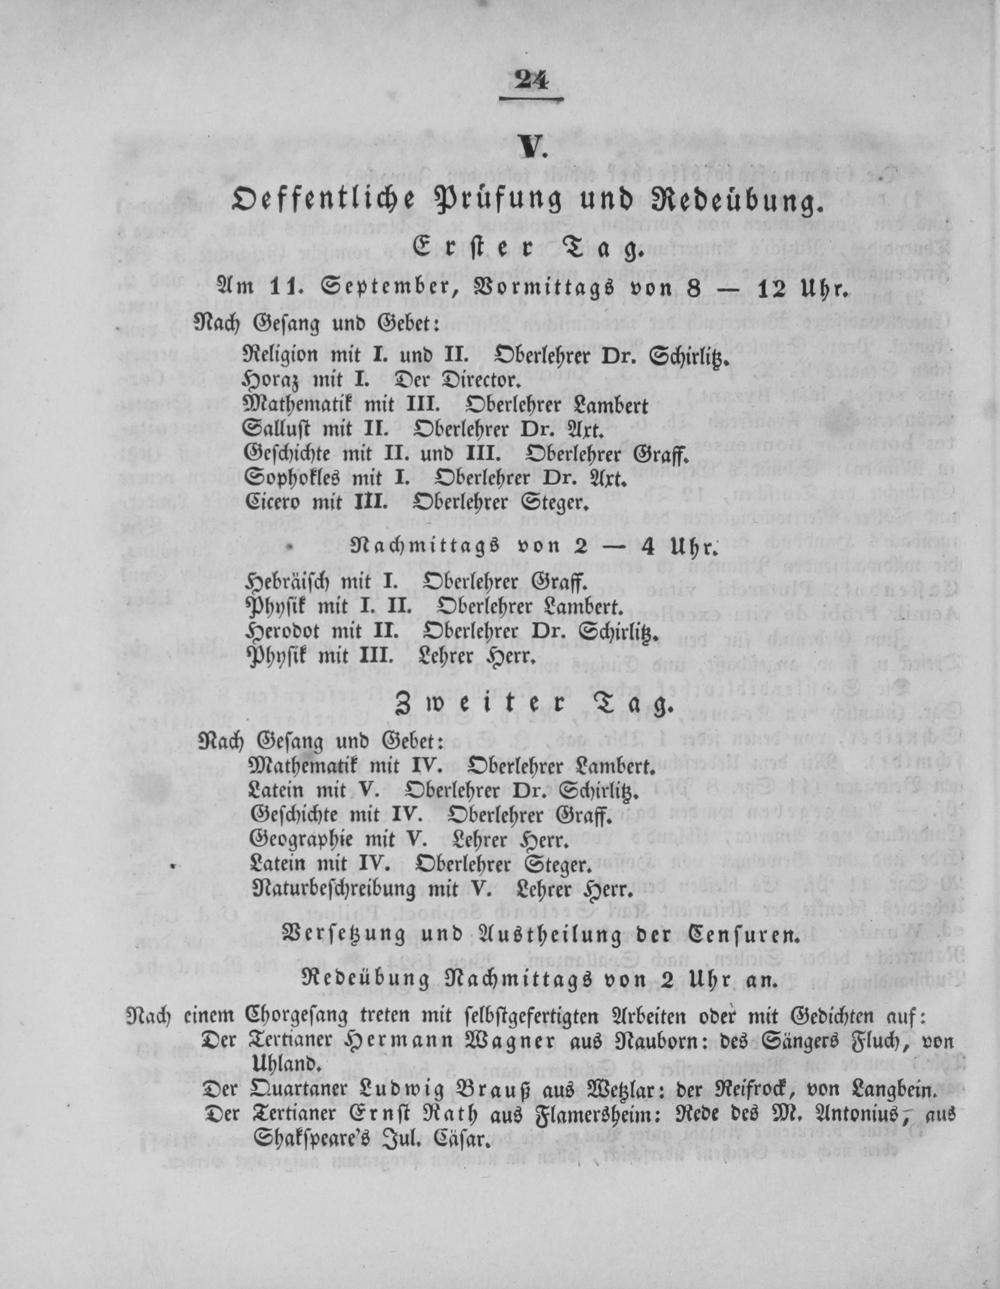 24
V.
Oeffentliche Prüfung und Redeübung.
Erster Tag.
Am 11. September, Vormittags von 8 — 12 Uhr.
Nach Gesang und Gebet:
Religion mit I. und II. Oberlehrer Dr. Schirlitz.
Horaz mit I. Der Director.
Mathematik mit III. Oberlehrer Lambert
Sallust mit II. Oberlehrer Dr. Axt.
Geschichte mit II. und III. Oberlehrer Graff.
Sophokles mit I. Oberlehrer Dr. Axt.
Cicero mit III. Oberlehrer Steger.
Nachmittags von 2 — 4 Uhr.
Hebräisch mit I. Oberlehrer Graff.
Physik mit I. II. Oberlehrer Lambert.
Herodot mit II. Oberlehrer Dr. Schirlitz.
Physik mit III. Lehrer Herr.
Zweiter Tag.
Nach Gesang und Gebet:
Mathematik mit IV. Oberlehrer Lambert.
Latein mit V. Oberlehrer Dr. Schirlitz.
Geschichte mit IV. Oberlehrer Graff.
Geographie mit V. Lehrer Herr.
Latein mit IV. Oberlehrer Steger.
Naturbeschreibung mit V. Lehrer Herr.
Versetzung und Austheilung der Censuren.
Redeübung Nachmittags von 2 Uhr an.
Nach einem Chorgesang treten mit selbstgefertigten Arbeiten oder mit Gedichten auf:
Der Tertianer Hermann Wagner aus Nauborn: des Sängers Fluch, von
Uhland.
Der Quartaner Ludwig Brauß aus Wetzlar: der Reifrock, von Langbein.
Der Tertianer Ernst Rath aus Flamersheim: Rede des M. Antonius, aus
Shakspeare's Jul. Cäsar.